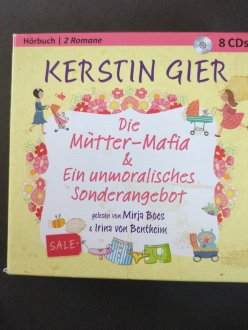 Hörbuch | 2 Romane
8 CDs
KERSTIN GIER
Die
Mütter-Mafia
&
Ein unmoralisches
Sonderangebot
gelesen von Mirja Boes
& Irina von Bentheim
SALE